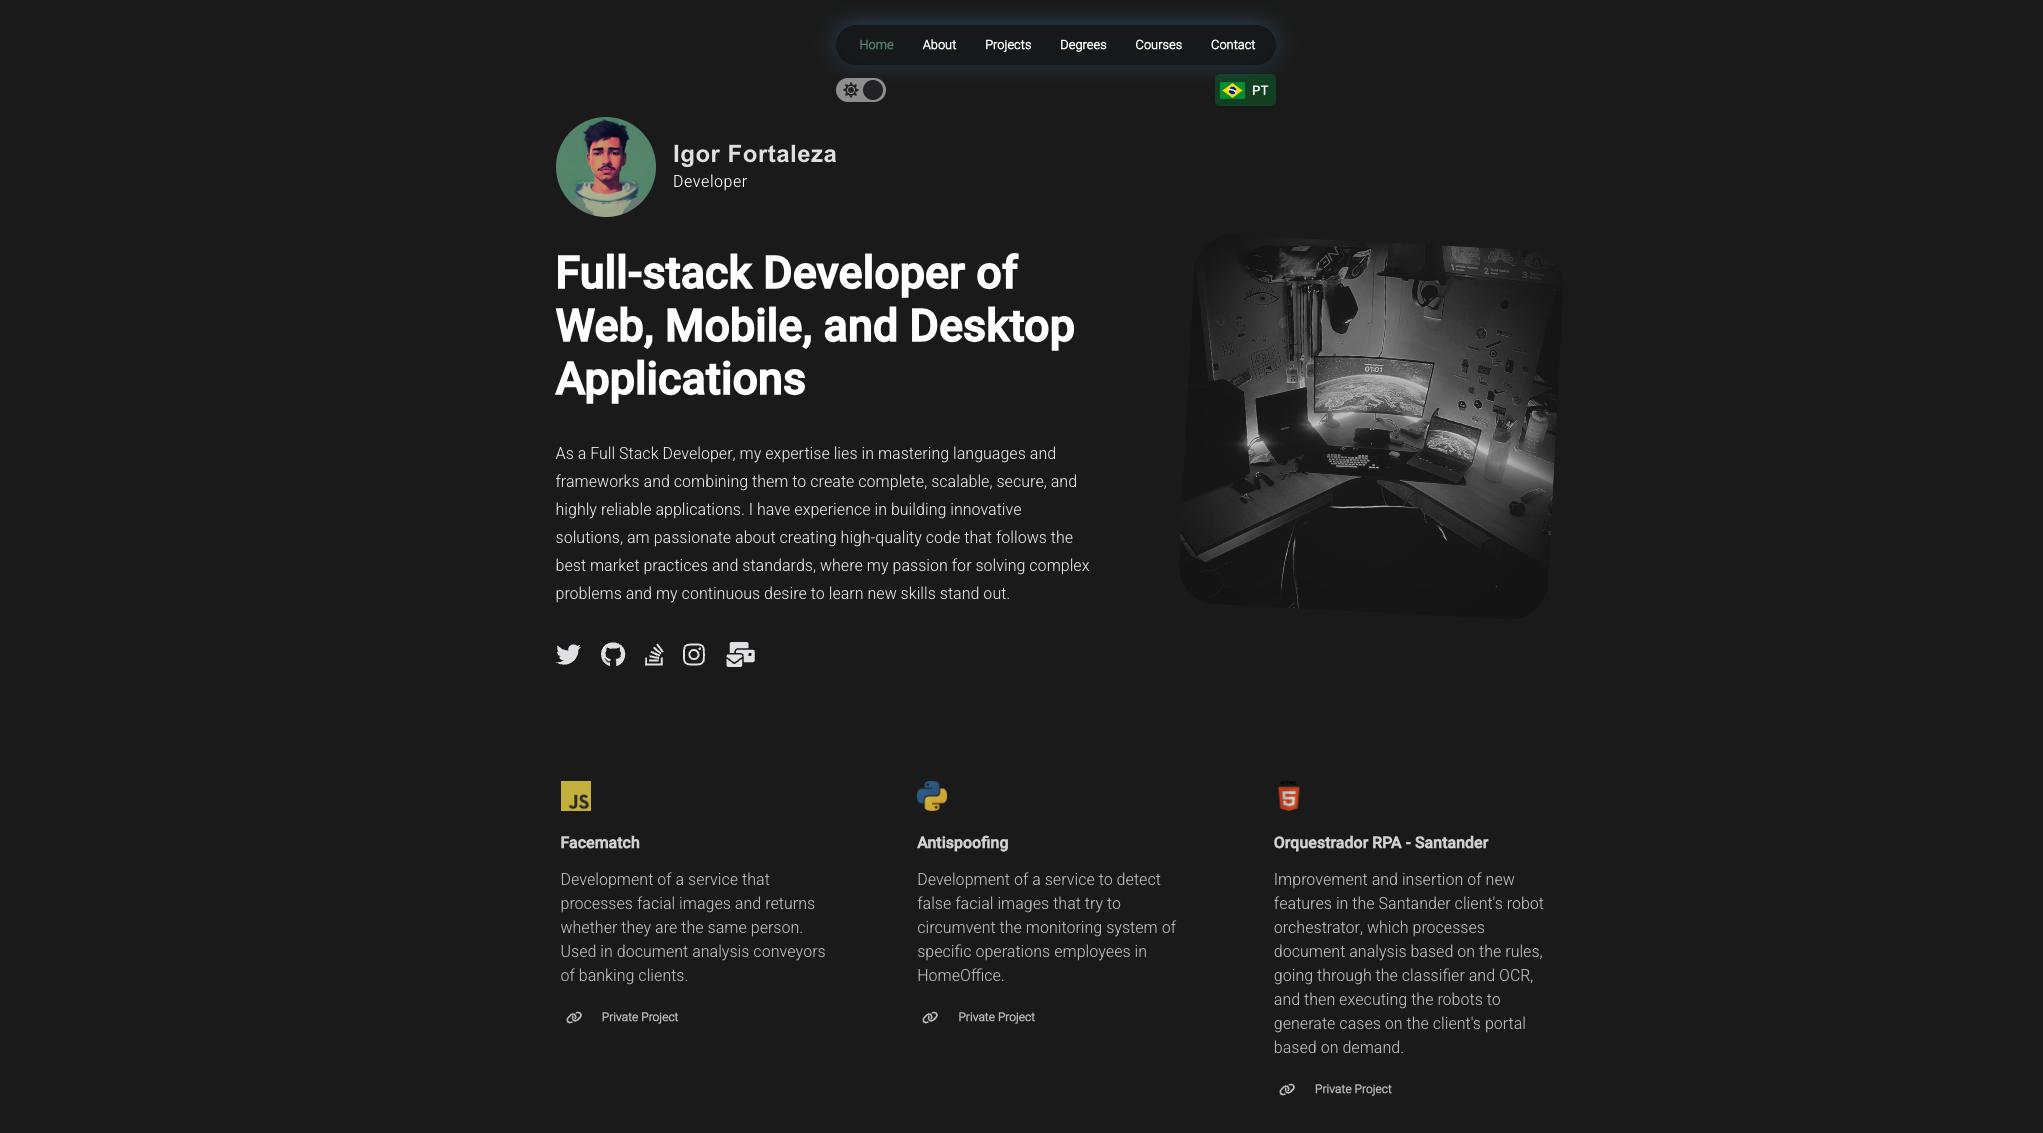 Home About Projects Degrees Courses Contact
PT
Igor Fortaleza
Developer
Full-stack Developer of
Web, Mobile, and Desktop
Applications
01:01
As a Full Stack Developer, my expertise lies in mastering languages and
frameworks and combining them to create complete, scalable, secure, and
highly reliable applications. I have experience in building innovative
solutions, am passionate about creating high-quality code that follows the
best market practices and standards, where my passion for solving complex
problems and my continuous desire to learn new skills stand out.
JS
5
Facematch
Development of a service that
processes facial images and returns
whether they are the same person.
Used in document analysis conveyors
of banking clients.
Private Project
Antispoofing
Development of a service to detect
false facial images that try to
circumvent the monitoring system of
specific operations employees in
HomeOffice.
Private Project
Orquestrador RPA - Santander
Improvement and insertion of new
features in the Santander client's robot
orchestrator, which processes
document analysis based on the rules,
going through the classifier and OCR,
and then executing the robots to
generate cases on the client's portal
based on demand.
Private Project